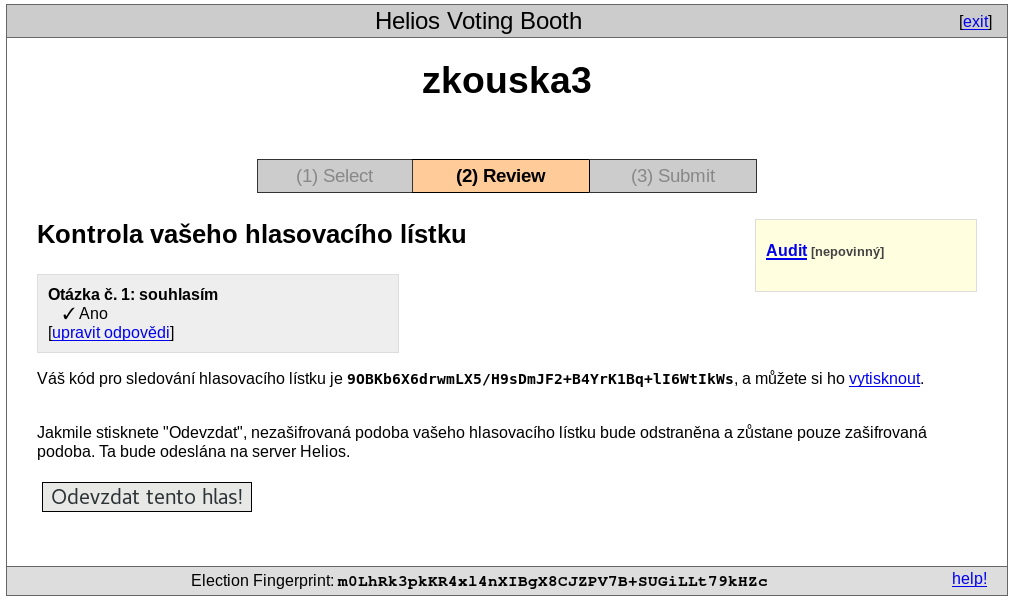 Helios Voting Booth
[exit]
zkouska3
(1) Select (2) Review (3) Submit
Kontrola vašeho hlasovacího lístku
Audit [nepovinný]
Otázka č. 1: souhlasím
✓ Ano
[upravit odpovědi]
Váš kód pro sledování hlasovacího lístku je 9OBKb6X6drwmLX5/H9sDmJF2+B4YrK1Bq+lI6WtIkWs, a můžete si ho vytisknout.
Jakmile stisknete "Odevzdat", nezašifrovaná podoba vašeho hlasovacího lístku bude odstraněna a zůstane pouze zašifrovaná
podoba. Ta bude odeslána na server Helios.
Odevzdat tento hlas!
Election Fingerprint: m0LhRk3pkKR4xl4nXIBgX8CJZPV7B+SUGiLLt79kHZc
help!